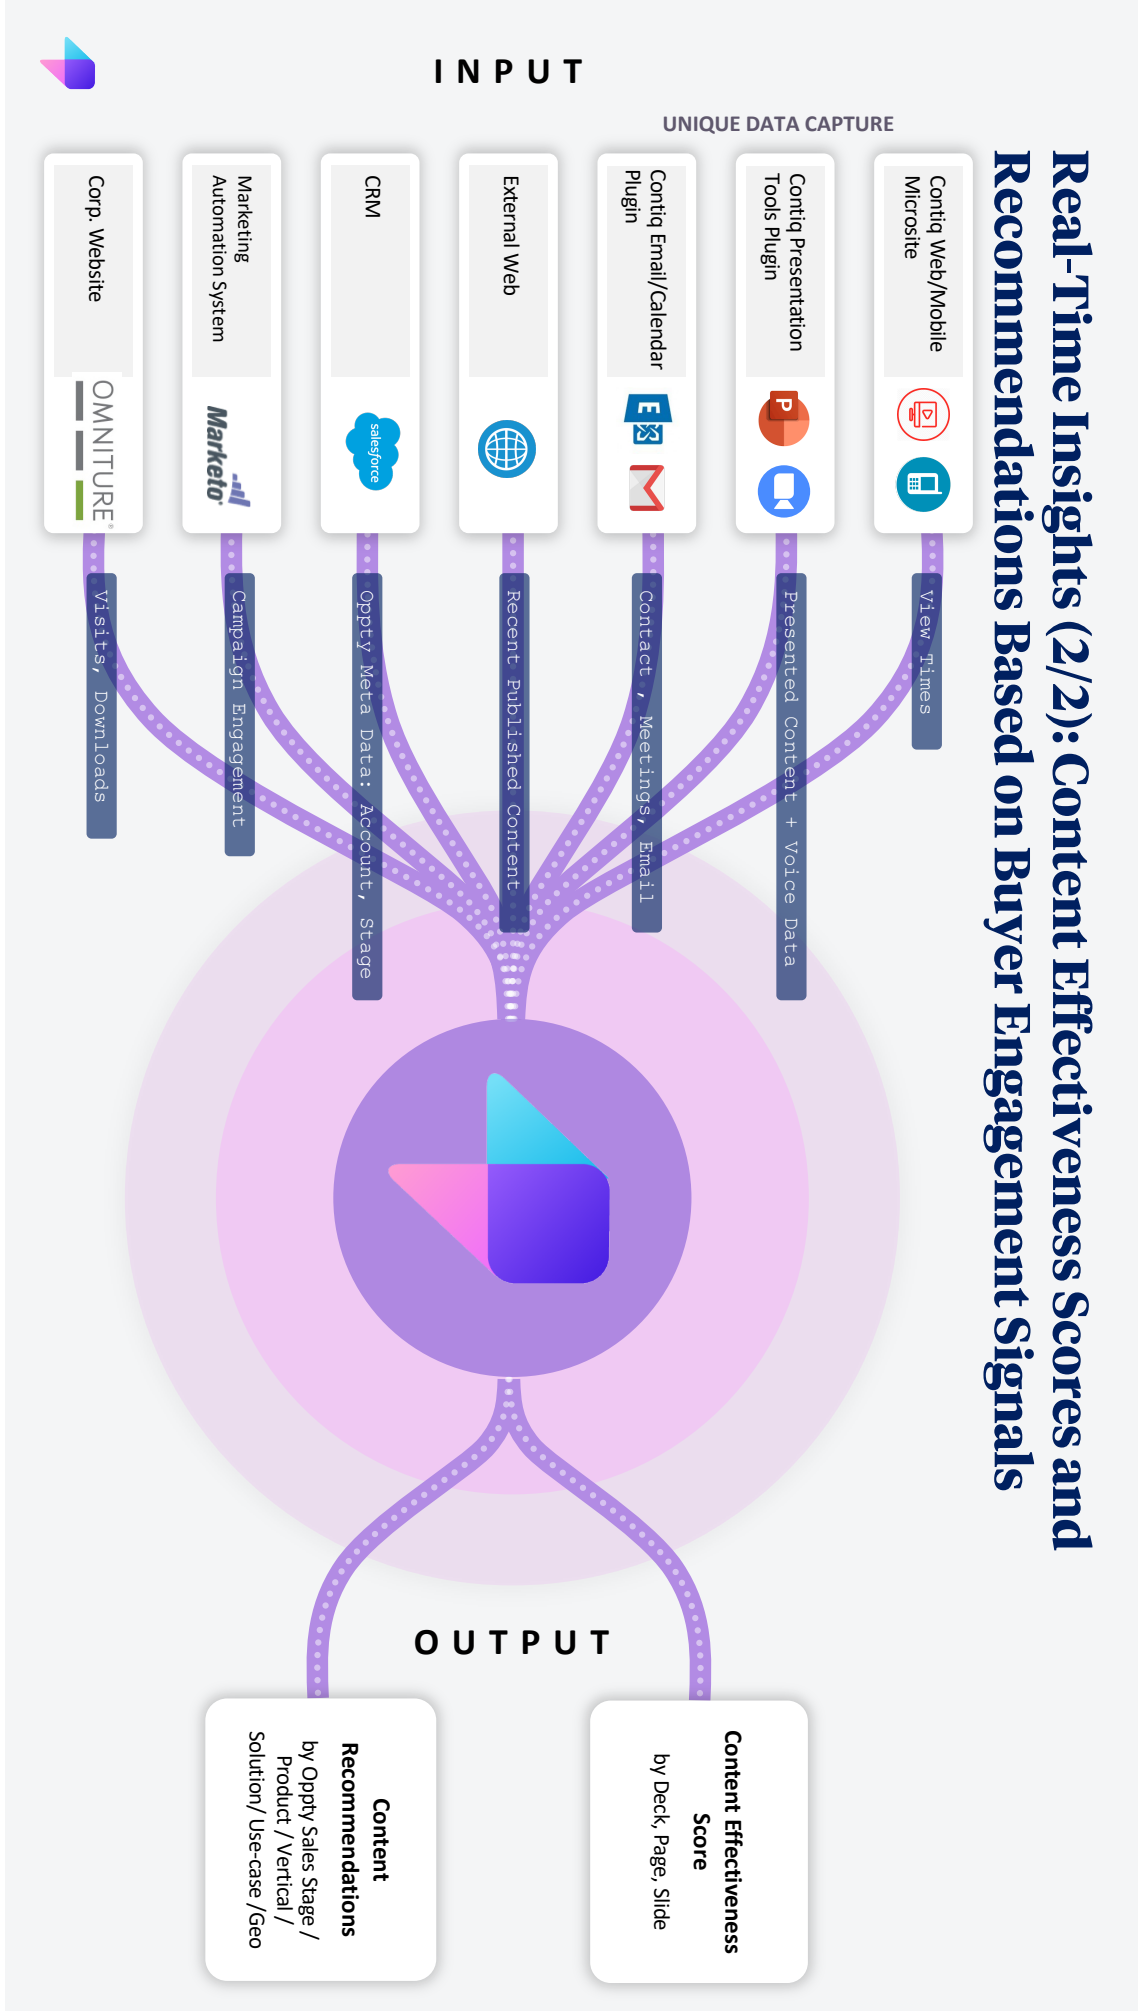 Real-Time Insights (2/2): Content Effectiveness Scores and
Recommendations Based on Buyer Engagement Signals
INPUT
UNIQUE DATA CAPTURE
Contiq Web/Mobile
Microsite
View Times
Contiq Presentation
Tools Plugin
P
Presented Content + Voice Data
Contiq Email/Calendar
Plugin
E
Contact , Meetings, Email
External Web
Recent Published Content
CRM
salesforce
Oppty Meta Data: Account, Stage
Marketing
Automation System
Marketo
Campaign Engagement
Corp. Website
OMNITURE®
Visits, Downloads
OUTPUT
Content Effectiveness
Score
by Deck, Page, Slide
Content
Recommendations
by Oppty Sales Stage /
Product / Vertical /
Solution/ Use-case /Geo